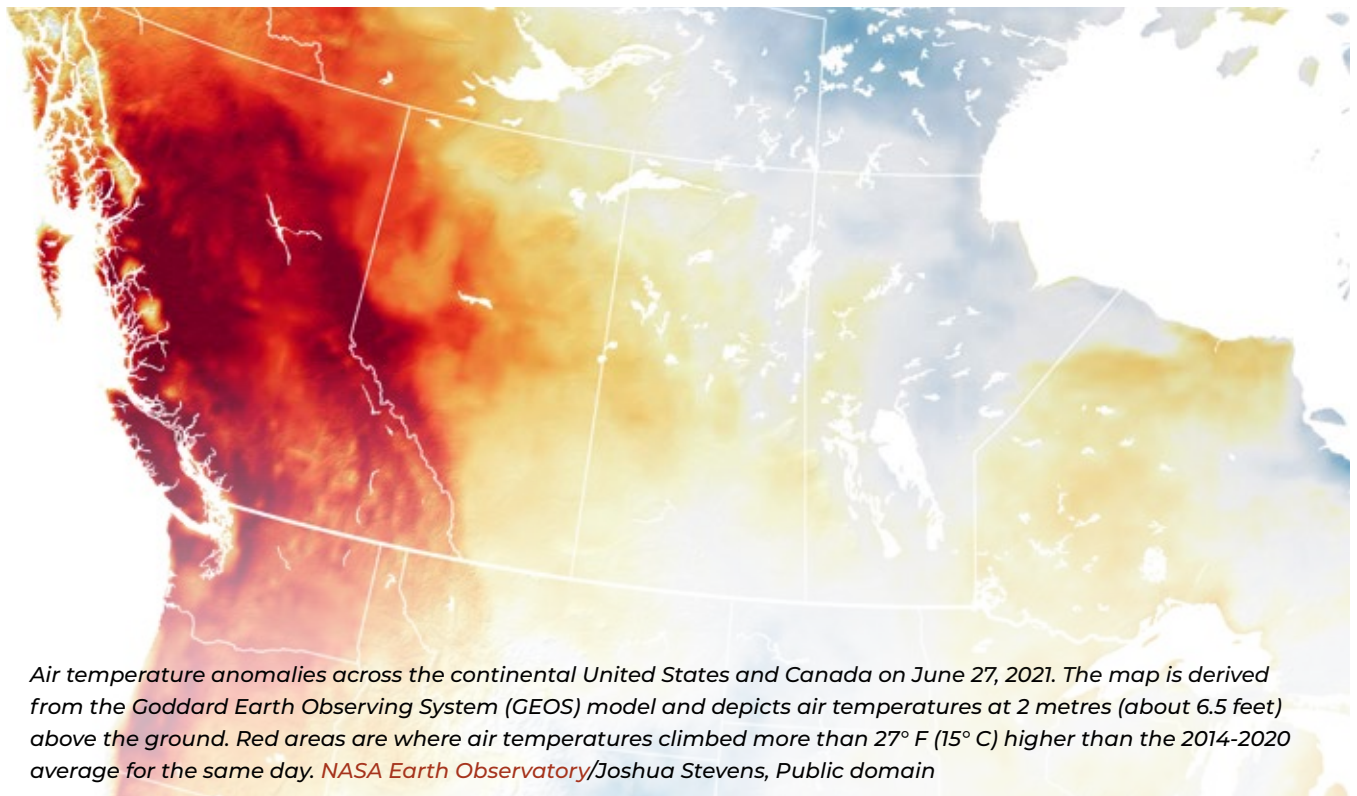 Air temperature anomalies across the continental United States and Canada on June 27, 2021. The map is derived
from the Goddard Earth Observing System (GEOS) model and depicts air temperatures at 2 metres (about 6.5 feet)
above the ground. Red areas are where air temperatures climbed more than 27° F (15° C) higher than the 2014-2020
average for the same day. NASA Earth Observatory/Joshua Stevens, Public domain